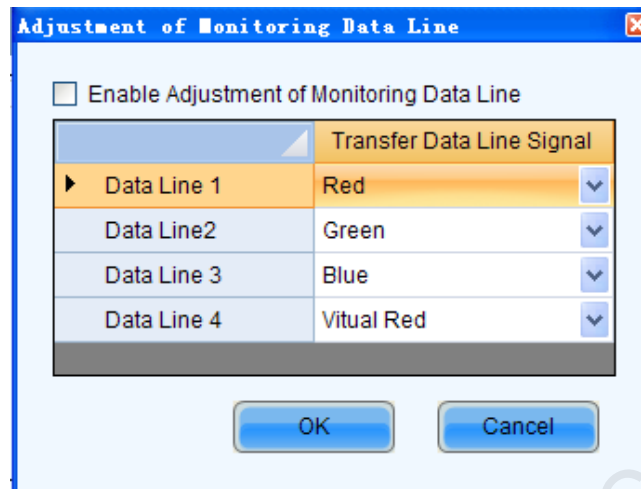 Adjustment of Monitoring Data Line
Enable Adjustment of Monitoring Data Line
Transfer Data Line Signal
Data Line 1 Red
Data Line2 Green
Data Line 3 Blue
Data Line 4 Vitual Red
OK Cancel